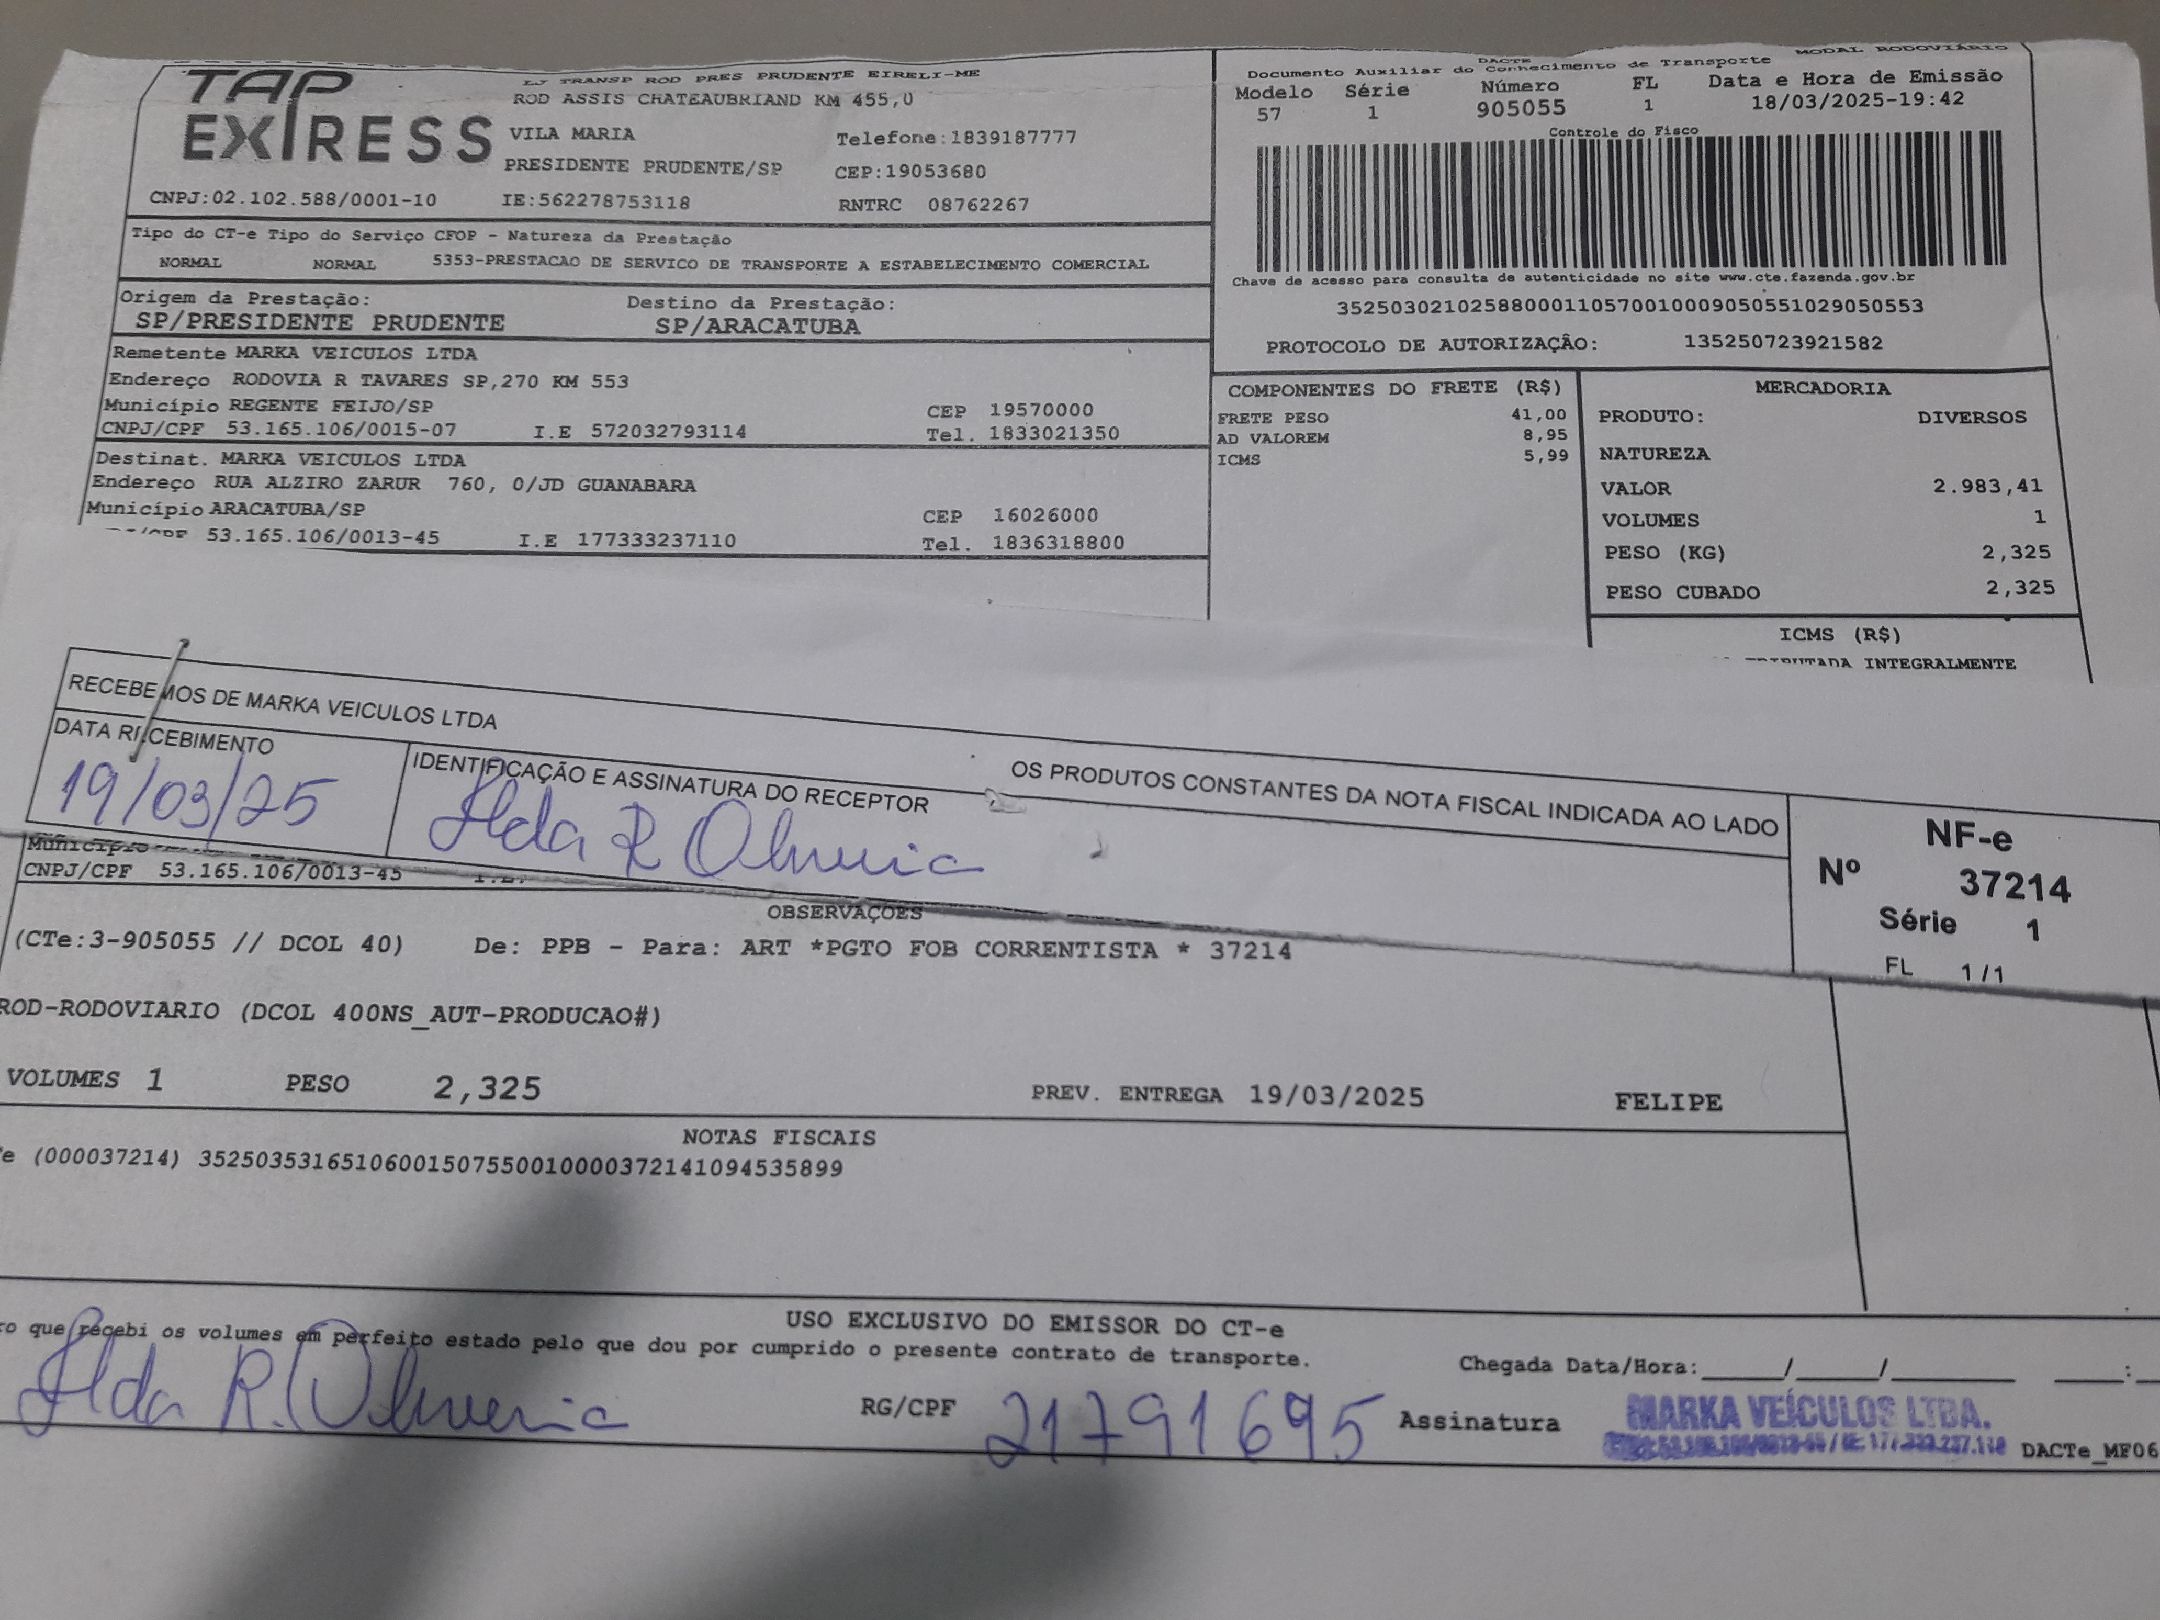 TAP EXPRESS
LJ TRANSP ROD PRES PRUDENTE EIRELI-ME
ROD ASSIS CHATEAUBRIAND KM 455,0
VILA MARIA Telefone:1839187777
PRESIDENTE PRUDENTE/SP CEP:19053680
CNPJ:02.102.588/0001-10 IE:562278753118 RNTRC 08762267
MODAL RODOVIÁRIO
DACTE
Documento Auxiliar do Conhecimento de Transporte
Modelo Série Número FL Data e Hora de Emissão
57 1 905055 1 18/03/2025-19:42
Controle do Fisco
Chave de acesso para consulta de autenticidade no site www.cte.fazenda.gov.br
35250302102588000110570010009050551029050553
PROTOCOLO DE AUTORIZAÇÂO: 135250723921582
Tipo do CT-e Tipo do Serviço CFOP - Natureza da Prestação
NORMAL NORMAL 5353-PRESTACAO DE SERVICO DE TRANSPORTE A ESTABELECIMENTO COMERCIAL
Origem da Prestação: Destino da Prestação:
SP/PRESIDENTE PRUDENTE SP/ARACATUBA
Remetente MARKA VEICULOS LTDA
Endereço RODOVIA R TAVARES SP,270 KM 553
Município REGENTE FEIJO/SP CEP 19570000
CNPJ/CPF 53.165.106/0015-07 I.E 572032793114 Tel. 1833021350
Destinat. MARKA VEICULOS LTDA
Endereço RUA ALZIRO ZARUR 760, 0/JD GUANABARA
Município ARACATUBA/SP CEP 16026000
53.165.106/0013-45 I.E 177333237110 Tel. 1836318800
COMPONENTES DO FRETE (R$)
FRETE PESO 41,00
AD VALOREM 8,95
ICMS 5,99
MERCADORIA
PRODUTO: DIVERSOS
NATUREZA
VALOR 2.983,41
VOLUMES 1
PESO (KG) 2,325
PESO CUBADO 2,325
ICMS (R$)
TRIBUTADA INTEGRALMENTE
RECEBEMOS DE MARKA VEICULOS LTDA OS PRODUTOS CONSTANTES DA NOTA FISCAL INDICADA AO LADO
DATA RECEBIMENTO IDENTIFICAÇÃO E ASSINATURA DO RECEPTOR
19/03/25 Ilda R Oliveira
NF-e
Nº 37214
Série 1
FL 1/1
Município
CNPJ/CPF 53.165.106/0013-45
OBSERVAÇOES
(CTe:3-905055 // DCOL 40) De: PPB - Para: ART *PGTO FOB CORRENTISTA * 37214
ROD-RODOVIARIO (DCOL 400NS_AUT-PRODUCAO#)
VOLUMES 1 PESO 2,325 PREV. ENTREGA 19/03/2025 FELIPE
NOTAS FISCAIS
e (000037214) 35250353165106001507550010000372141094535899
USO EXCLUSIVO DO EMISSOR DO CT-e
ro que recebi os volumes em perfeito estado pelo que dou por cumprido o presente contrato de transporte.
Chegada Data/Hora:____/____/______ ____:
Ilda R. Oliveira RG/CPF 21791695 Assinatura MARKA VEÍCULOS LTDA.
DACTe_MF06